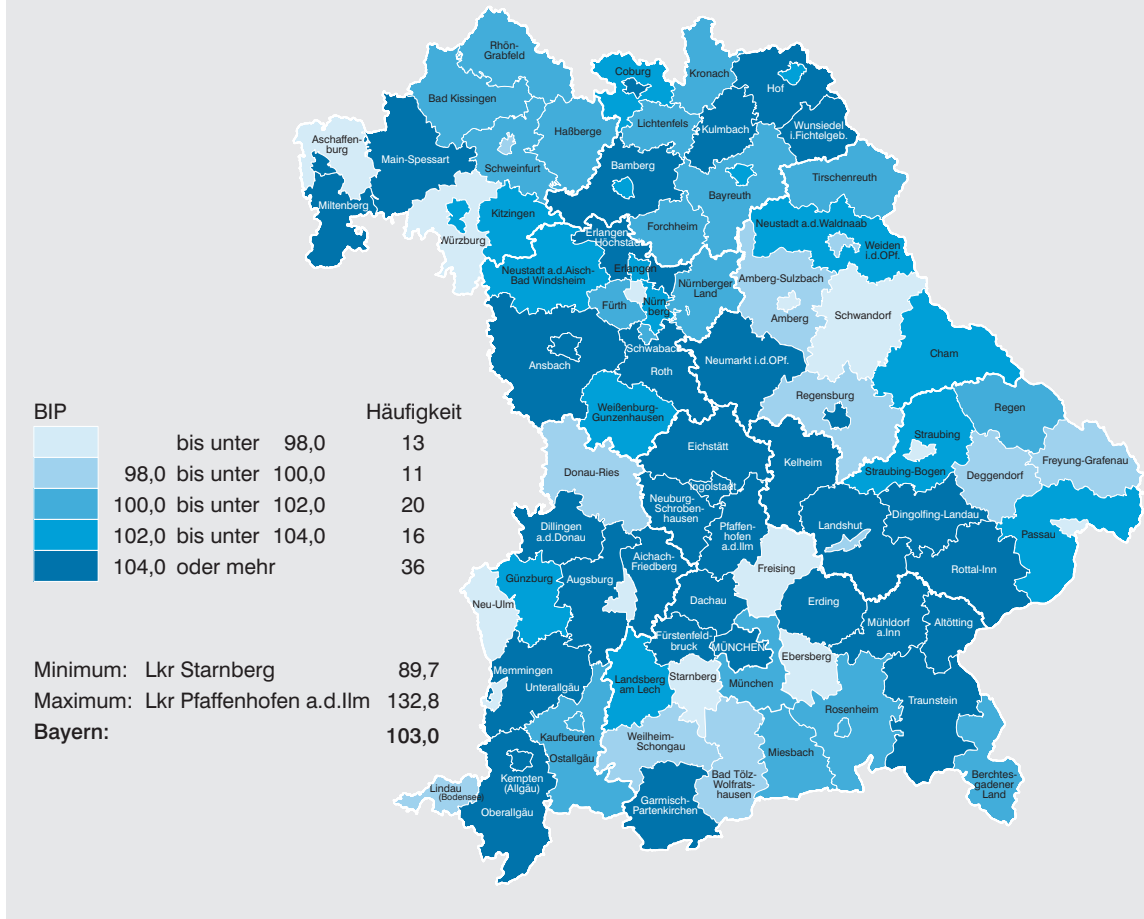 Rhön-
Grabfeld
Coburg
Kronach
Hof
Bad Kissingen
Lichtenfels
Kulmbach
Wunsiedel
i.Fichtelgeb.
Haßberge
Aschaffen-
burg
Main-Spessart
Schweinfurt
Bamberg
Bayreuth
Tirschenreuth
Miltenberg
Kitzingen
Würzburg
Erlangen-
Höchstadt
Forchheim
Neustadt a.d.Waldnaab
Weiden
i.d.OPf.
Neustadt a.d.Aisch-
Bad Windsheim
Erlangen
Nürnberger
Land
Amberg-Sulzbach
Fürth
Nürn-
berg
Amberg
Schwandorf
Ansbach
Schwabach
Roth
Neumarkt i.d.OPf.
Cham
Regensburg
Weißenburg-
Gunzenhausen
Regen
Straubing
Eichstätt
Kelheim
Straubing-Bogen
Deggendorf
Freyung-Grafenau
Donau-Ries
Ingolstadt
Neuburg-
Schroben-
hausen
Pfaffen-
hofen
a.d.Ilm
Landshut
Dingolfing-Landau
Passau
Dillingen
a.d.Donau
Aichach-
Friedberg
Rottal-Inn
Günzburg
Augsburg
Freising
Neu-Ulm
Dachau
Erding
Mühldorf
a.Inn
Altötting
Fürstenfeld-
bruck
MÜNCHEN
Ebersberg
Memmingen
Unterallgäu
Landsberg
am Lech
Starnberg
München
Traunstein
Rosenheim
Kaufbeuren
Ostallgäu
Weilheim-
Schongau
Miesbach
Bad Tölz-
Wolfrats-
hausen
Berchtes-
gadener
Land
Lindau
(Bodensee)
Kempten
(Allgäu)
Oberallgäu
Garmisch-
Partenkirchen
BIP Häufigkeit
bis unter 98,0 13
98,0 bis unter 100,0 11
100,0 bis unter 102,0 20
102,0 bis unter 104,0 16
104,0 oder mehr 36
Minimum: Lkr Starnberg 89,7
Maximum: Lkr Pfaffenhofen a.d.Ilm 132,8
Bayern: 103,0